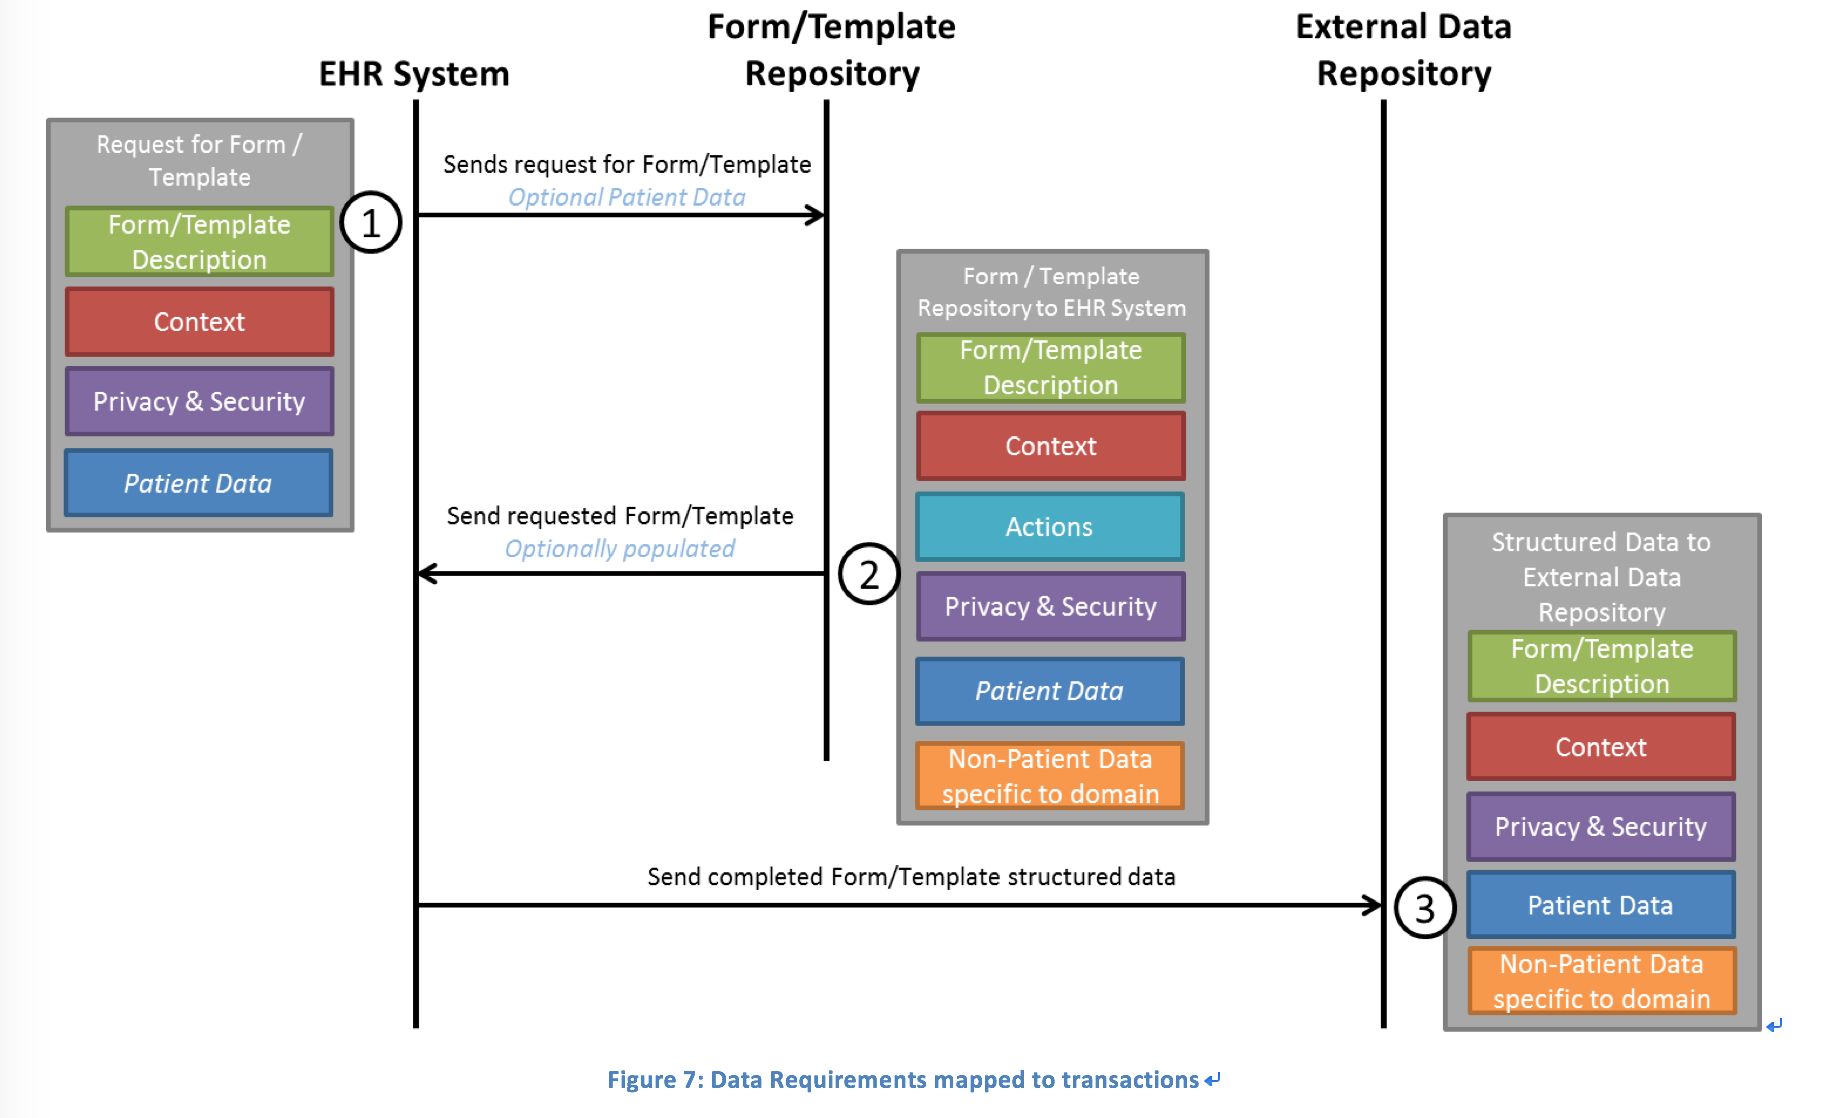 Form/Template
Repository
External Data
Repository
EHR System
Request for Form /
Template
Form/Template
Description
Context
Privacy & Security
Patient Data
1
Sends request for Form/Template
Optional Patient Data
Form / Template
Repository to EHR System
Form/Template
Description
Context
Actions
Privacy & Security
Patient Data
Non-Patient Data
specific to domain
Send requested Form/Template
Optionally populated
2
Structured Data to
External Data
Repository
Form/Template
Description
Context
Privacy & Security
Patient Data
Non-Patient Data
specific to domain
Send completed Form/Template structured data
3
Figure 7: Data Requirements mapped to transactions